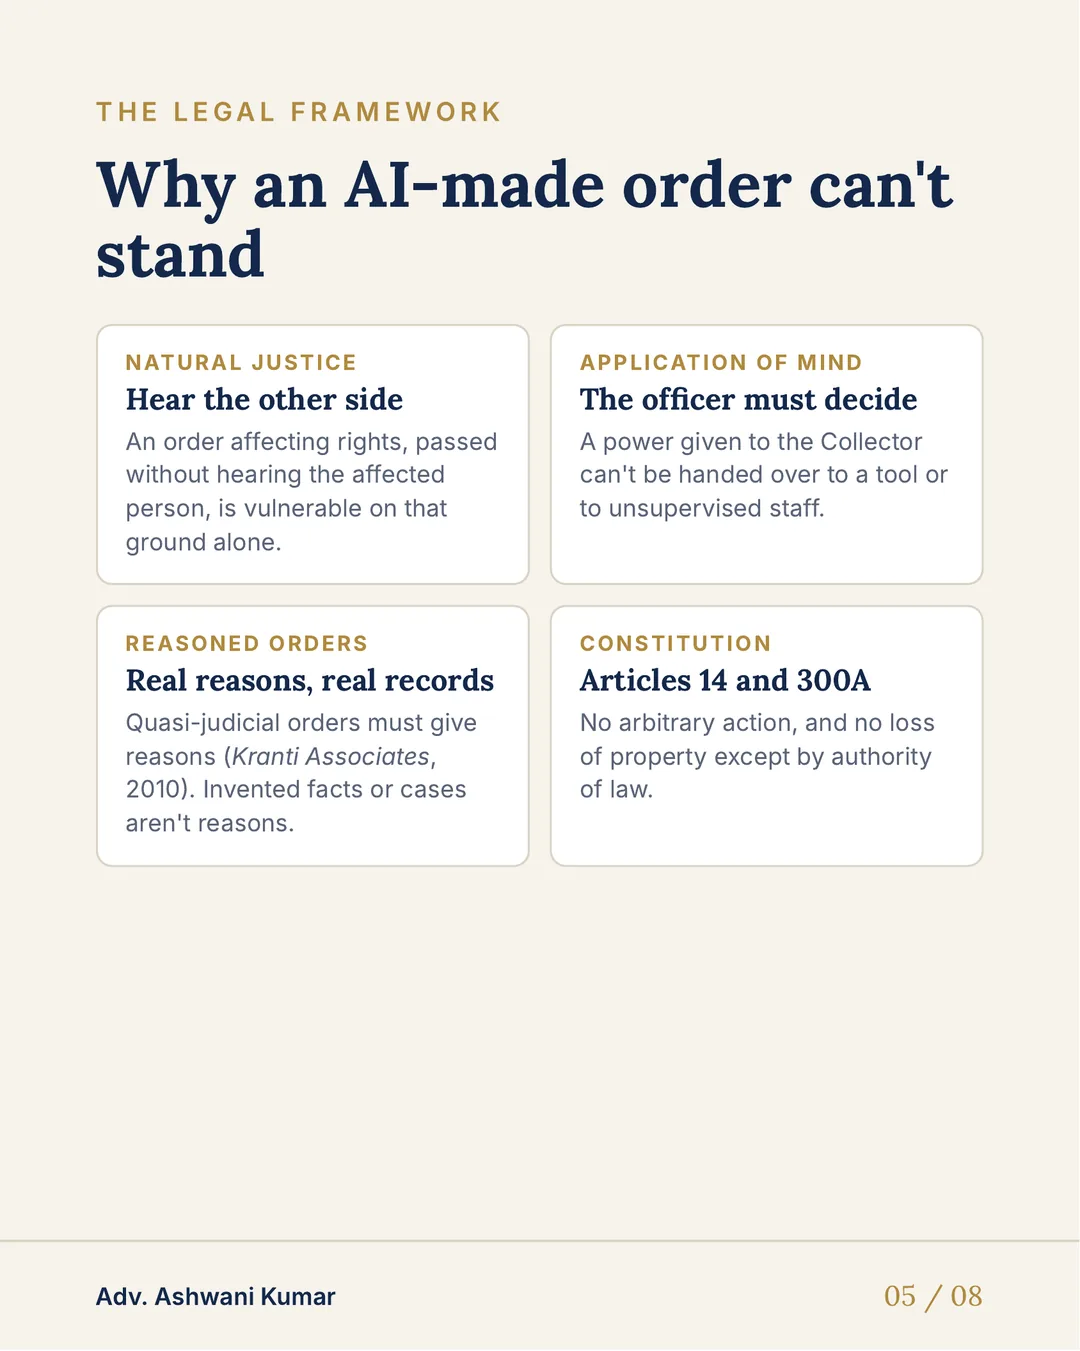 THE LEGAL FRAMEWORK
Why an AI-made order can't
stand
NATURAL JUSTICE
Hear the other side
An order affecting rights, passed
without hearing the affected
person, is vulnerable on that
ground alone.
APPLICATION OF MIND
The officer must decide
A power given to the Collector
can't be handed over to a tool or
to unsupervised staff.
REASONED ORDERS
Real reasons, real records
Quasi-judicial orders must give
reasons (Kranti Associates,
2010). Invented facts or cases
aren't reasons.
CONSTITUTION
Articles 14 and 300A
No arbitrary action, and no loss
of property except by authority
of law.
Adv. Ashwani Kumar
05 / 08